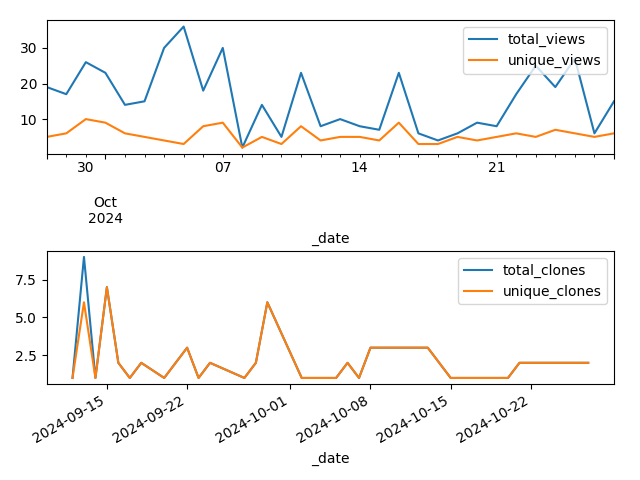 30
20
10
total_views
unique_views
30 07 14 21
Oct
2024
_date
7.5
5.0
2.5
total_clones
unique_clones
2024-09-15 2024-09-22 2024-10-01 2024-10-08 2024-10-15 2024-10-22
_date